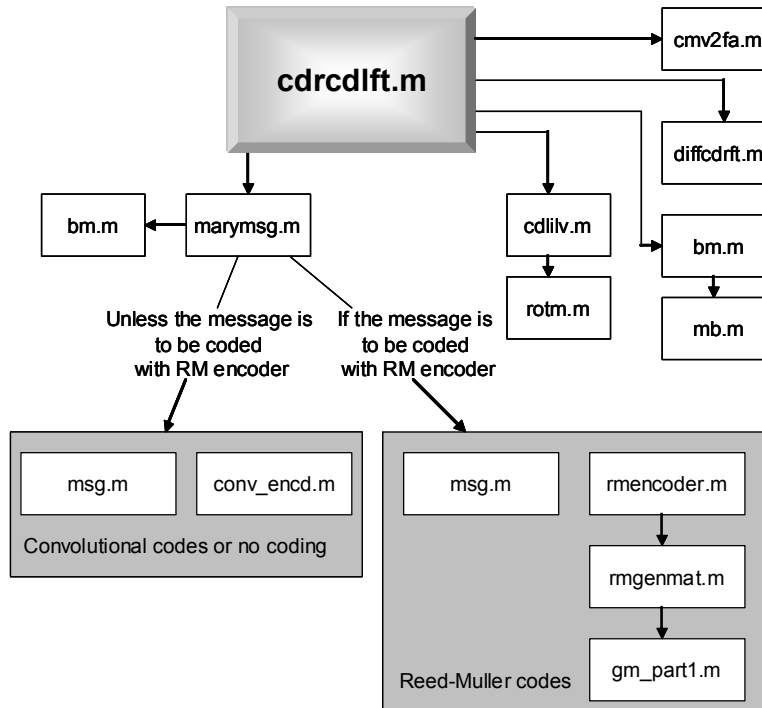 cmv2fa.m
cdrcdlft.m
diffcdrft.m
bm.m
marymsg.m
cdlilv.m
bm.m
rotm.m
mb.m
Unless the message is
to be coded
with RM encoder
If the message is
to be coded
with RM encoder
msg.m
conv_encd.m
Convolutional codes or no coding
msg.m
rmencoder.m
rmgenmat.m
gm_part1.m
Reed-Muller codes